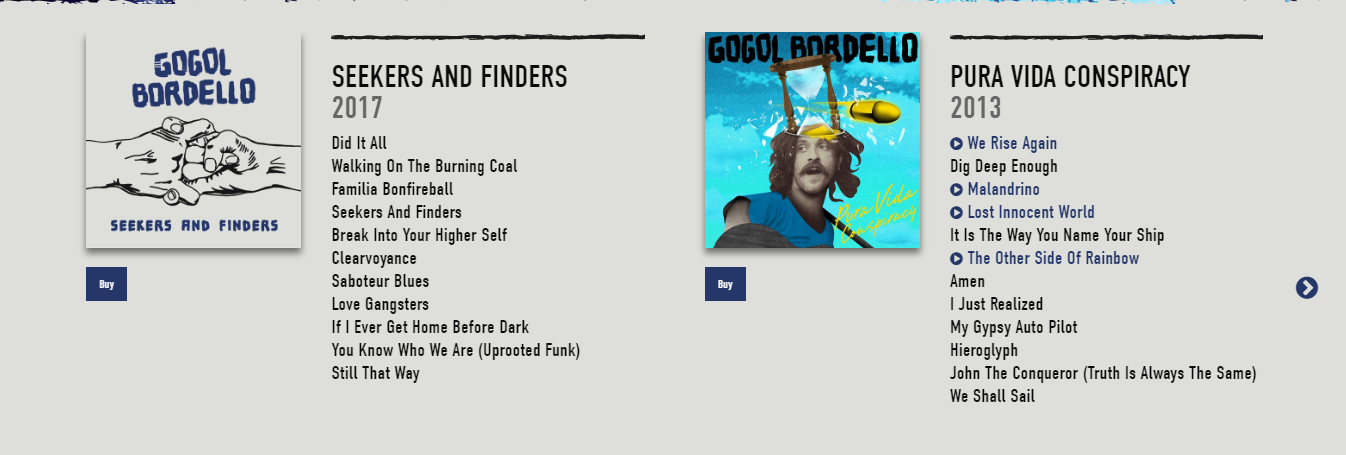 GOGOL
BORDELLO
SEEKERS AND FINDERS
Buy
SEEKERS AND FINDERS
2017
Did It All
Walking On The Burning Coal
Familia Bonfireball
Seekers And Finders
Break Into Your Higher Self
Clearvoyance
Saboteur Blues
Love Gangsters
If I Ever Get Home Before Dark
You Know Who We Are (Uprooted Funk)
Still That Way
GOGOL BORDELLO
Pura Vida
Conspiracy
Buy
PURA VIDA CONSPIRACY
2013
We Rise Again
Dig Deep Enough
Malandrino
Lost Innocent World
It Is The Way You Name Your Ship
The Other Side Of Rainbow
Amen
I Just Realized
My Gypsy Auto Pilot
Hieroglyph
John The Conqueror (Truth Is Always The Same)
We Shall Sail